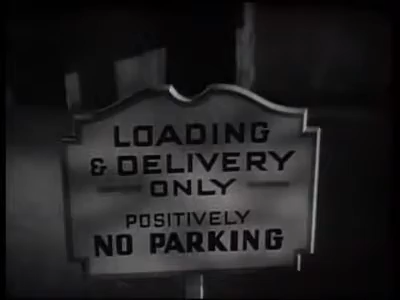 LOADING
& DELIVERY
ONLY
POSITIVELY
NO PARKING